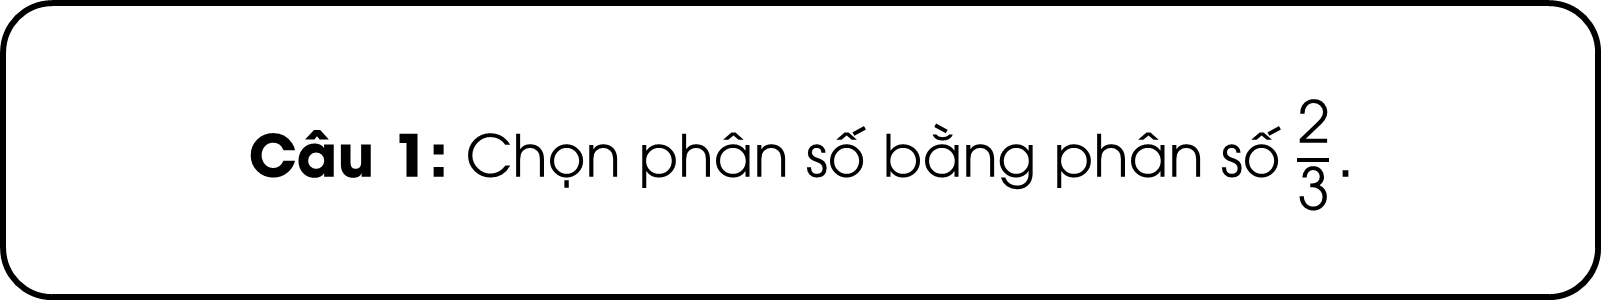 Câu 1: Chọn phân số bằng phân số 2/3.